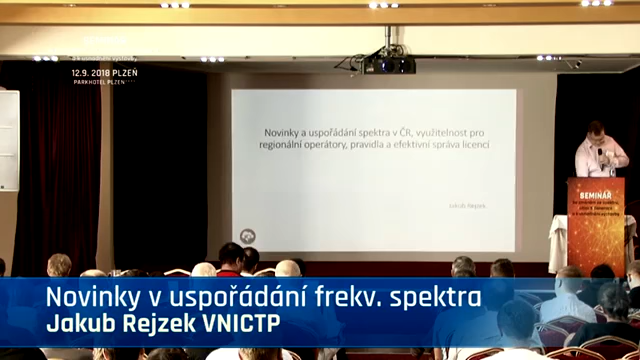 12.9. 2018 PLZEŇ
PARKHOTEL PLZEŇ
Novinky a uspořádání spektra v ČR, využitelnost pro
regionální operátory, pravidla a efektivní správa licencí
Jakub Rejzek
SEMINÁŘ
Novinky v uspořádání frekv. spektra
Jakub Rejzek VNICTP